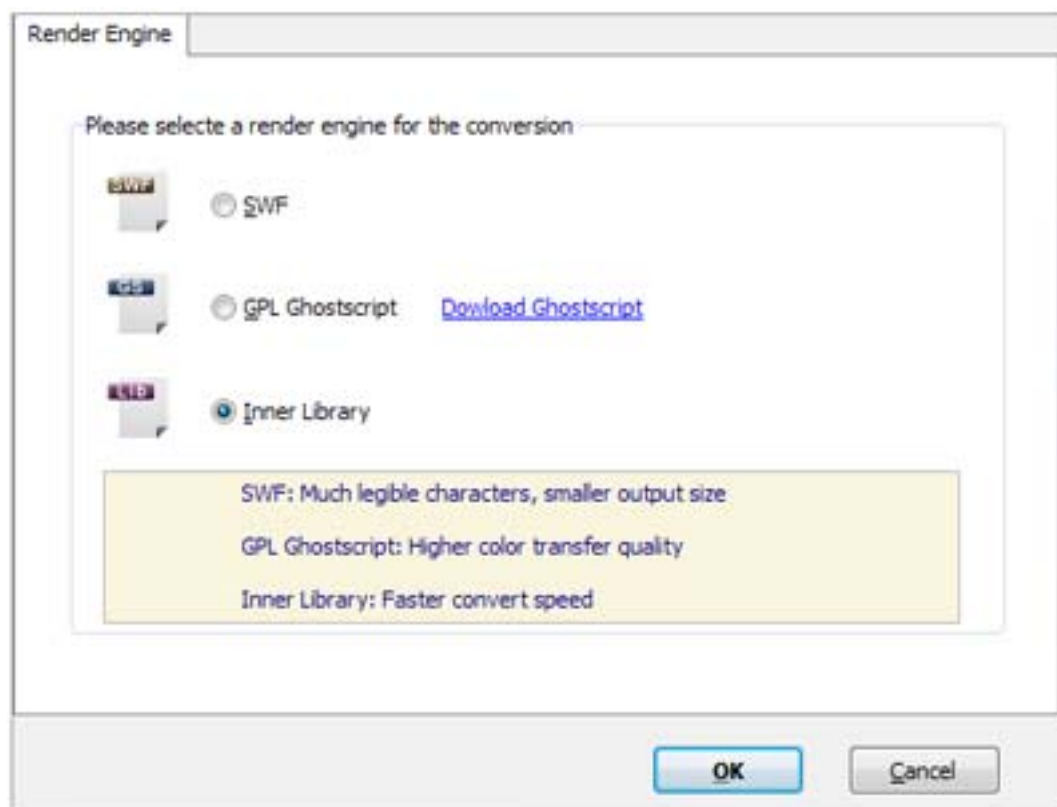 Render Engine
Please selecte a render engine for the conversion
SWF
SWF
GS
GPL Ghostscript Dowload Ghostscript
Lib
Inner Library
SWF: Much legible characters, smaller output size
GPL Ghostscript: Higher color transfer quality
Inner Library: Faster convert speed
OK Cancel